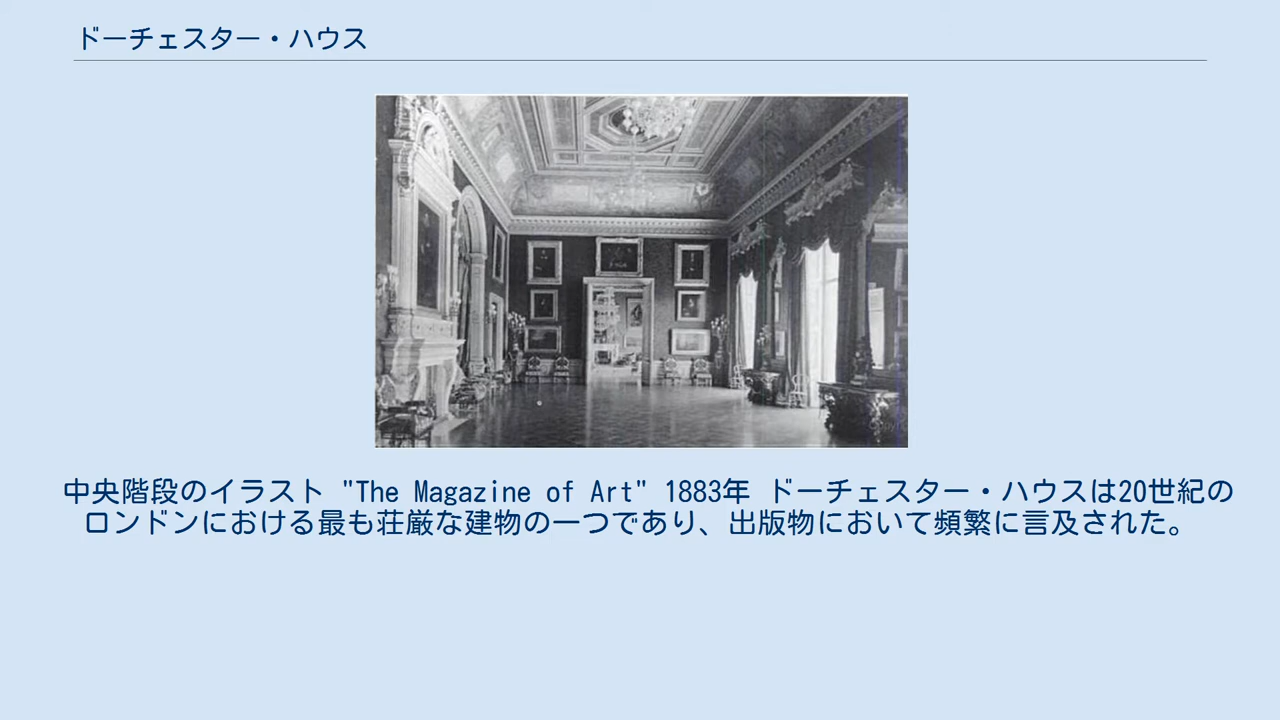 ドーチェスター・ハウス
中央階段のイラスト "The Magazine of Art" 1883年 ドーチェスター・ハウスは20世紀の
ロンドンにおける最も荘厳な建物の一つであり、出版物において頻繁に言及された。